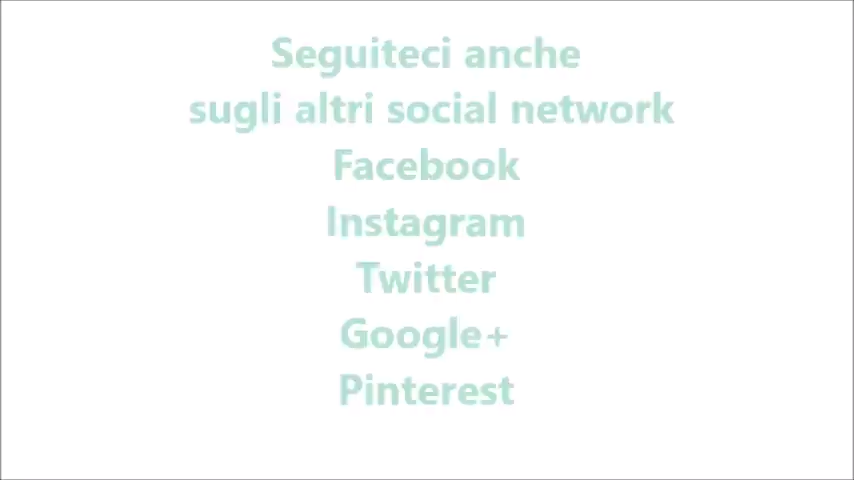 Seguiteci anche
sugli altri social network
Facebook
Instagram
Twitter
Google+
Pinterest